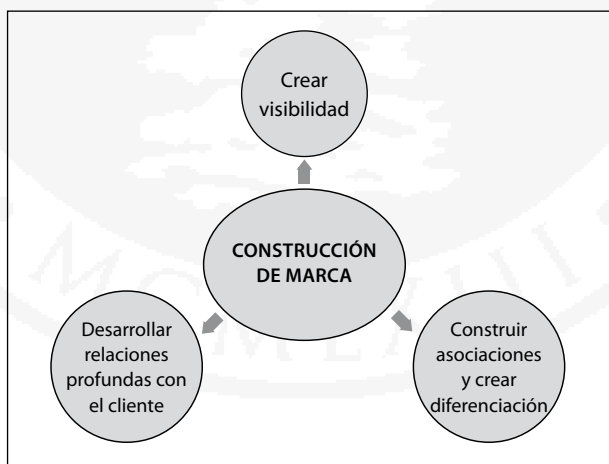 Crear
visibilidad
CONSTRUCCIÓN
DE MARCA
Desarrollar
relaciones
profundas con
el cliente
Construir
asociaciones
y crear
diferenciación